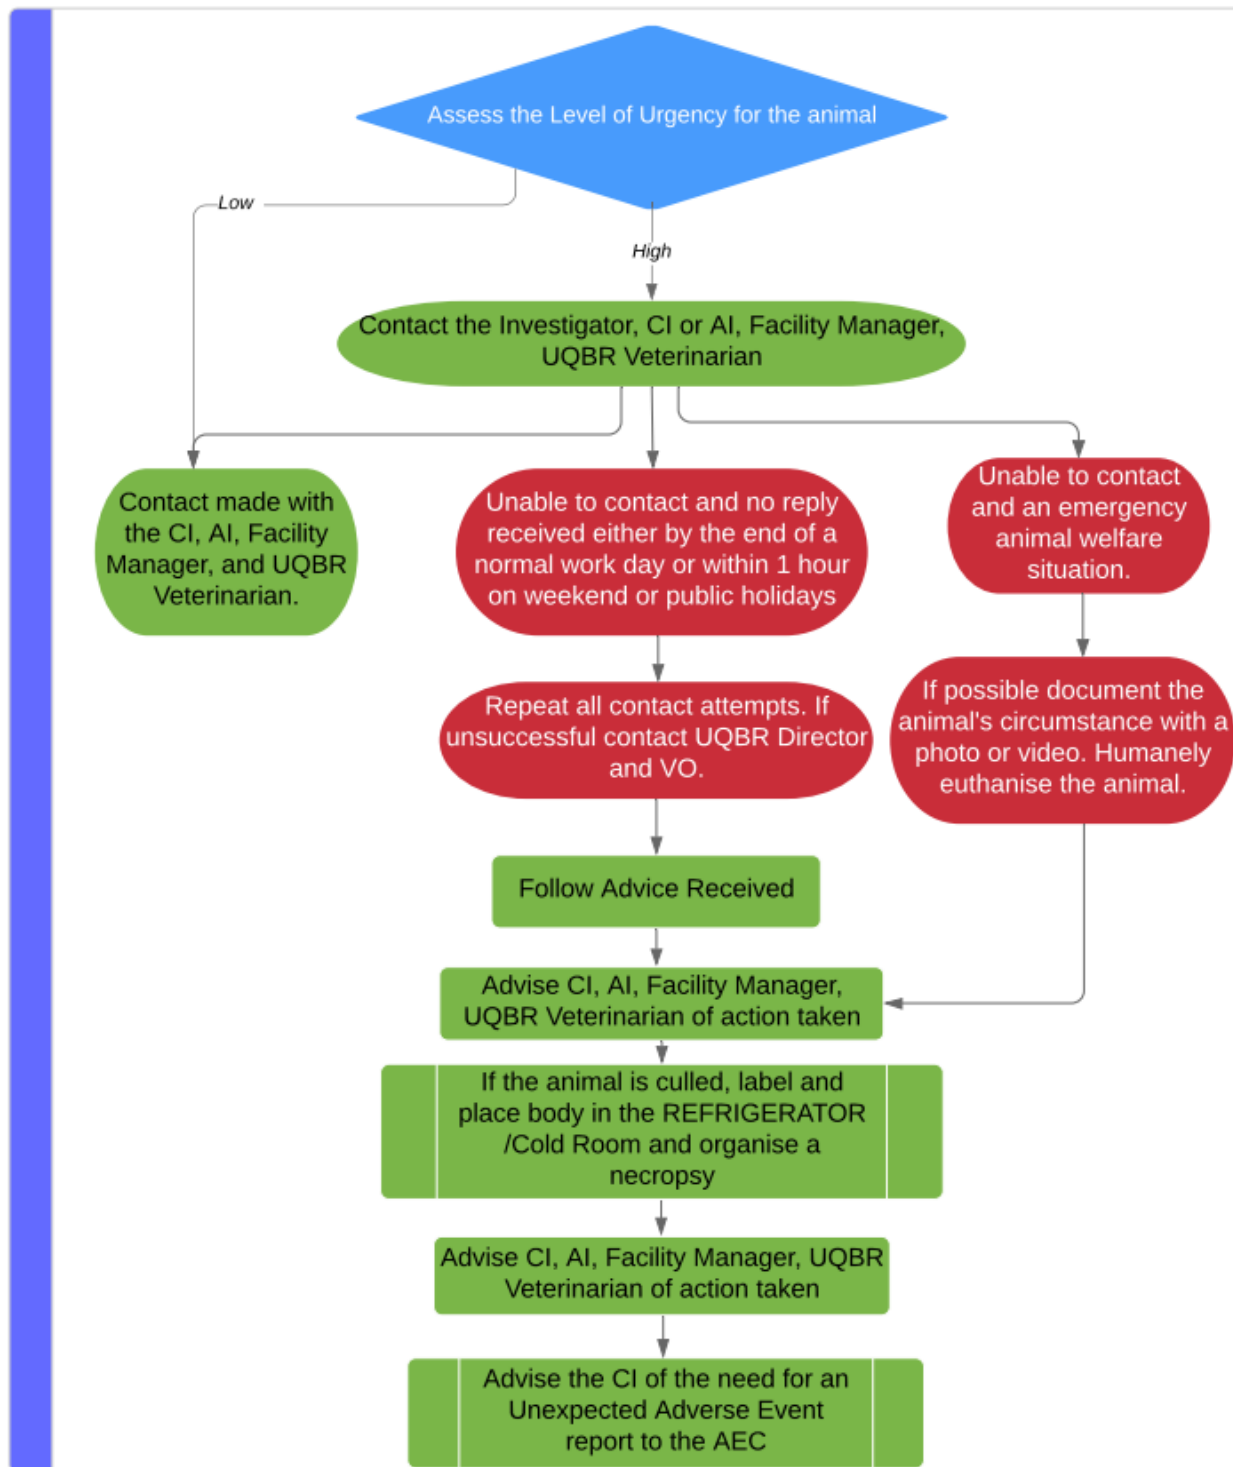 Assess the Level of Urgency for the animal
Low
High
Contact the Investigator, CI or AI, Facility Manager,
UQBR Veterinarian
Contact made with
the CI, AI, Facility
Manager, and UQBR
Veterinarian.
Unable to contact and no reply
received either by the end of a
normal work day or within 1 hour
on weekend or public holidays
Unable to contact
and an emergency
animal welfare
situation.
Repeat all contact attempts. If
unsuccessful contact UQBR Director
and VO.
If possible document the
animal's circumstance with a
photo or video. Humanely
euthanise the animal.
Follow Advice Received
Advise CI, AI, Facility Manager,
UQBR Veterinarian of action taken
If the animal is culled, label and
place body in the REFRIGERATOR
/Cold Room and organise a
necropsy
Advise CI, AI, Facility Manager, UQBR
Veterinarian of action taken
Advise the CI of the need for an
Unexpected Adverse Event
report to the AEC